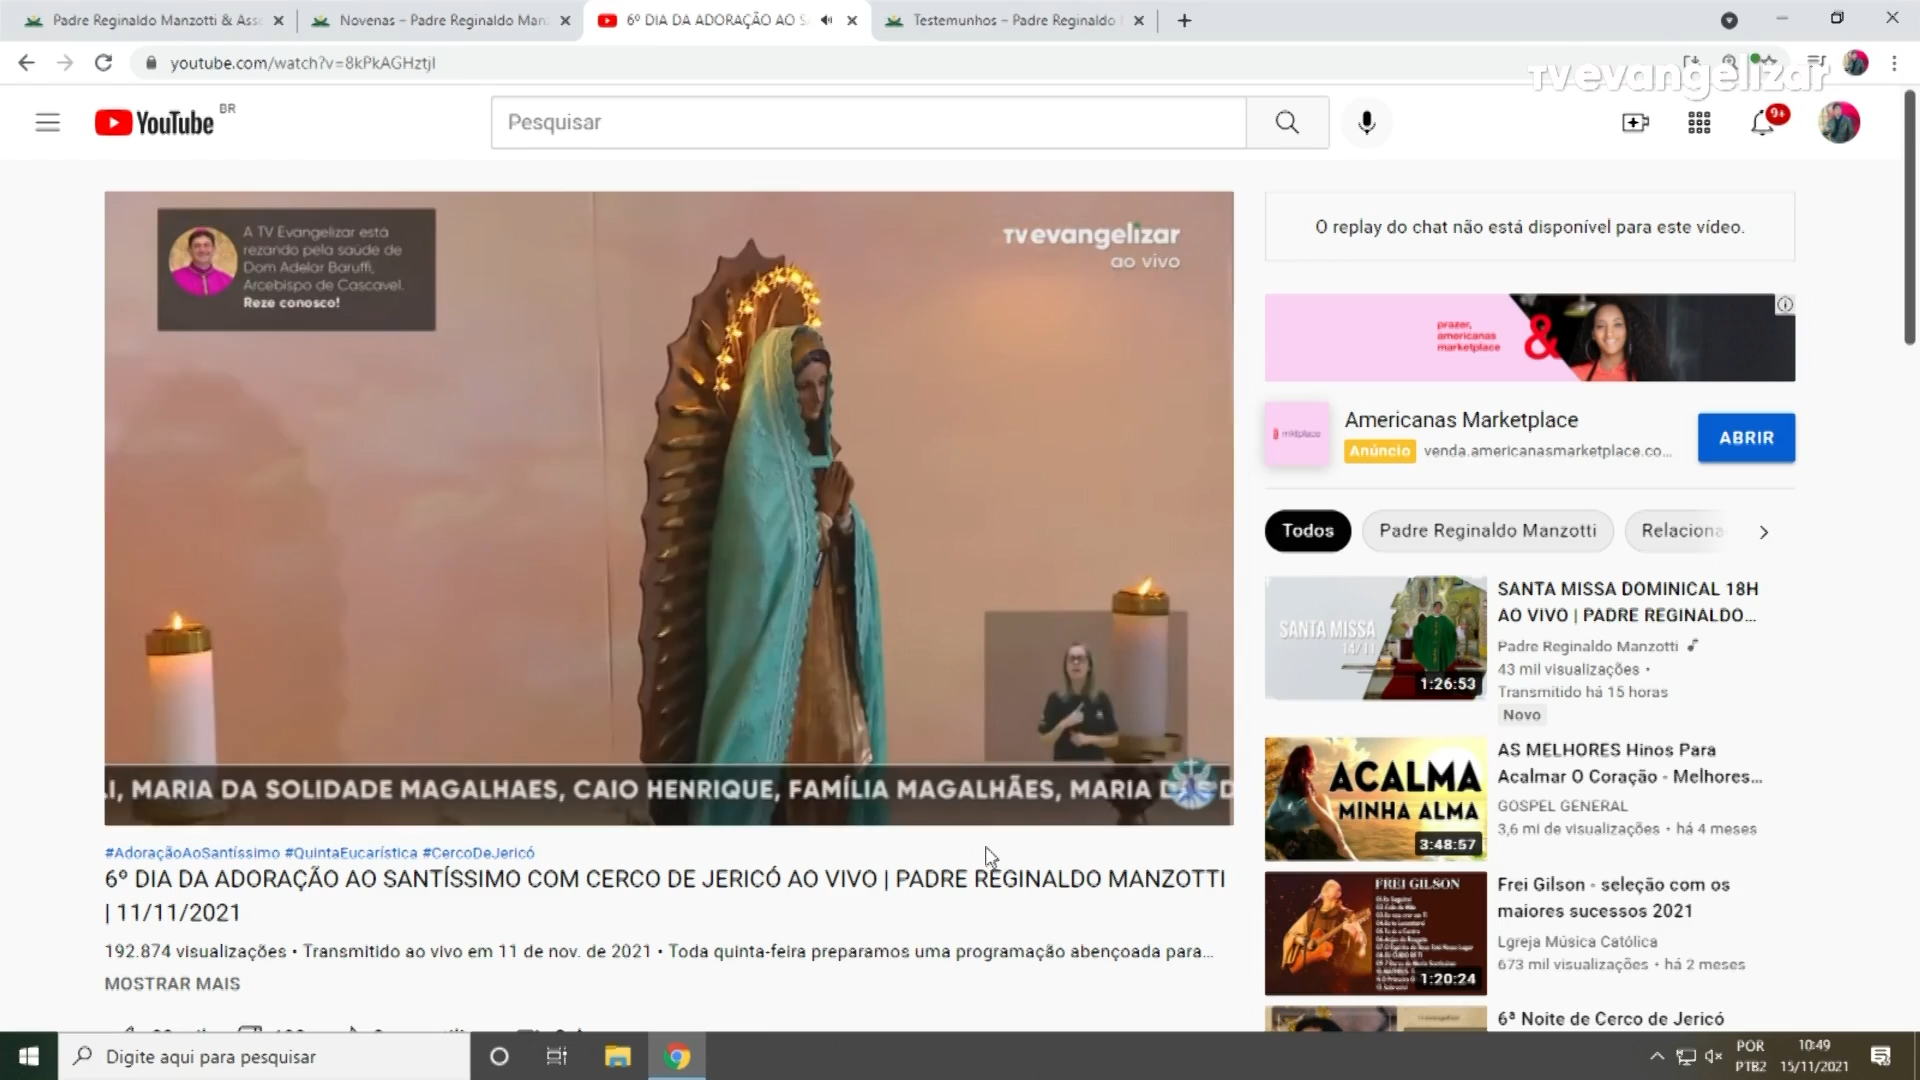 Padre Reginaldo Manzotti & Ass
Novenas – Padre Reginaldo Man
6º DIA DA ADORAÇÃO AO S
Testemunhos – Padre Reginaldo
youtube.com/watch?v=8kPkAGHztjI
TV evangelizar
YouTube BR
Pesquisar
9+
A TV Evangelizar está
rezando pela saúde de
Dom Adelar Baruffi,
Arcebispo de Cascavel.
Reze conosco!
TV evangelizar
ao vivo
O replay do chat não está disponível para este vídeo.
prazer,
americanas
marketplace
&
Americanas Marketplace
Anúncio venda.americanasmarketplace.co...
ABRIR
Todos
Padre Reginaldo Manzotti
Relaciona
SANTA MISSA
14/11
1:26:53
SANTA MISSA DOMINICAL 18H
AO VIVO | PADRE REGINALDO...
Padre Reginaldo Manzotti
43 mil visualizações •
Transmitido há 15 horas
Novo
ACALMA
MINHA ALMA
3:48:57
AS MELHORES Hinos Para
Acalmar O Coração - Melhores...
GOSPEL GENERAL
3,6 mi de visualizações • há 4 meses
FREI GILSON
1:20:24
Frei Gilson - seleção com os
maiores sucessos 2021
Lgreja Música Católica
673 mil visualizações • há 2 meses
6ª Noite de Cerco de Jericó
I, MARIA DA SOLIDADE MAGALHAES, CAIO HENRIQUE, FAMÍLIA MAGALHÃES, MARIA
#AdoraçãoAoSantíssimo #QuintaEucarística #CercoDeJericó
6º DIA DA ADORAÇÃO AO SANTÍSSIMO COM CERCO DE JERICÓ AO VIVO | PADRE REGINALDO MANZOTTI
| 11/11/2021
192.874 visualizações • Transmitido ao vivo em 11 de nov. de 2021 • Toda quinta-feira preparamos uma programação abençoada para...
MOSTRAR MAIS
Digite aqui para pesquisar
POR
PTB2
10:49
15/11/2021